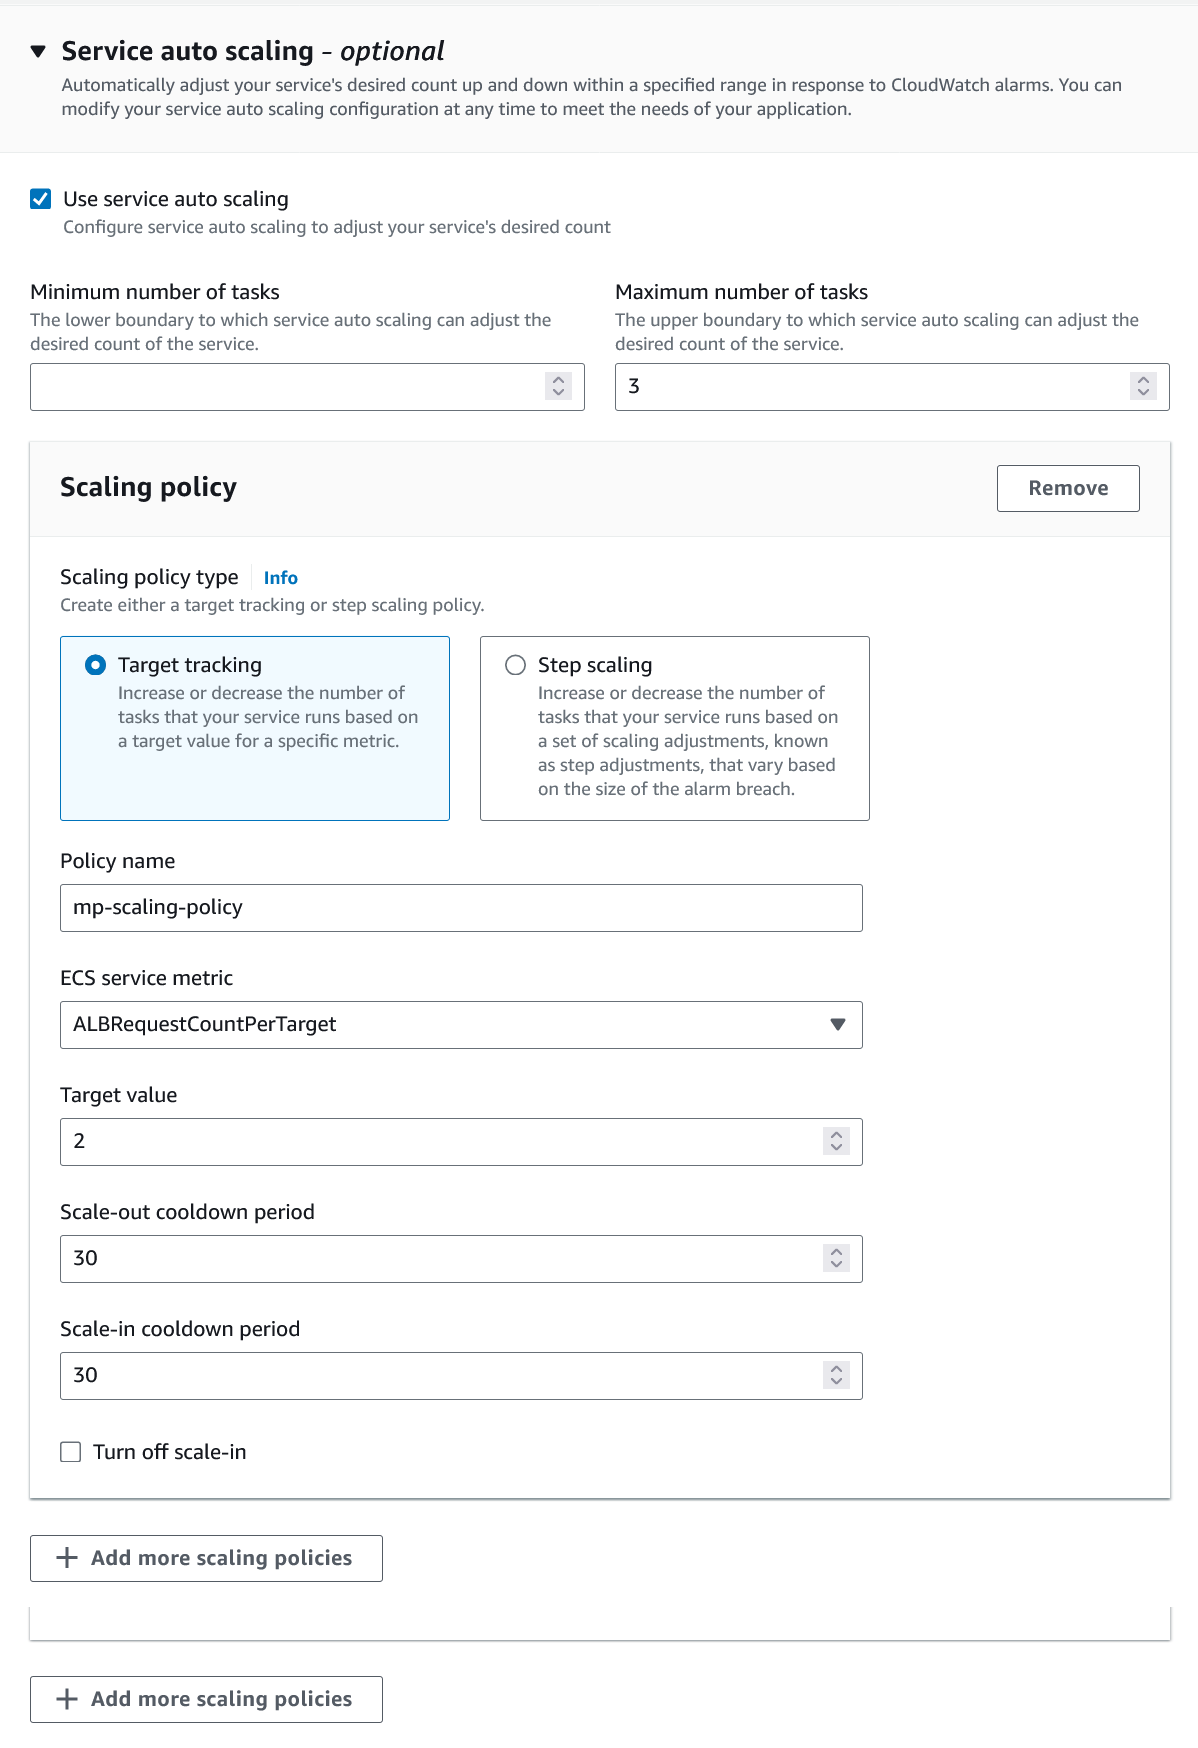 Service auto scaling - optional
Automatically adjust your service's desired count up and down within a specified range in response to CloudWatch alarms. You can
modify your service auto scaling configuration at any time to meet the needs of your application.
Use service auto scaling
Configure service auto scaling to adjust your service's desired count
Minimum number of tasks
The lower boundary to which service auto scaling can adjust the
desired count of the service.
Maximum number of tasks
The upper boundary to which service auto scaling can adjust the
desired count of the service.
3
Scaling policy
Remove
Scaling policy type
Info
Create either a target tracking or step scaling policy.
Target tracking
Increase or decrease the number of
tasks that your service runs based on
a target value for a specific metric.
Step scaling
Increase or decrease the number of
tasks that your service runs based on
a set of scaling adjustments, known
as step adjustments, that vary based
on the size of the alarm breach.
Policy name
mp-scaling-policy
ECS service metric
ALBRequestCountPerTarget
Target value
2
Scale-out cooldown period
30
Scale-in cooldown period
30
Turn off scale-in
Add more scaling policies
Add more scaling policies